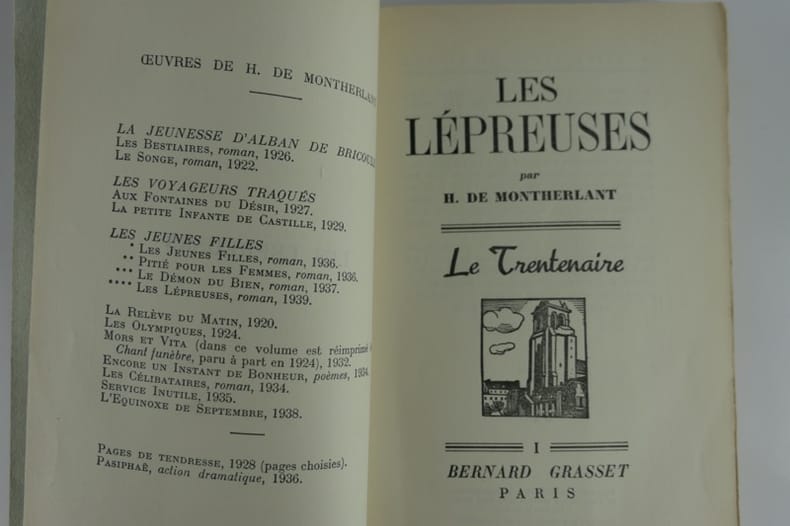 ŒUVRES DE H. DE MONTHERLANT
LA JEUNESSE D'ALBAN DE
LES BESTIAIRES, roman, 1926.
LE SONGE, roman, 1922.
LES VOYAGEURS TRAQUÉS
AUX FONTAINES DU DÉSIR, 1927.
LA PETITE INFANTE DE CASTILLE, 1929.
LES JEUNES FILLES
* LES JEUNES FILLES, roman, 1936.
** PITIÉ POUR LES FEMMES, roman, 1936.
*** LE DÉMON DU BIEN, roman, 1937.
**** LES LÉPREUSES, roman, 1939.
LA RELÈVE DU MATIN, 1920.
LES OLYMPIQUES, 1924.
MORS ET VITA (dans ce volume est réimprimé
Chant funèbre, paru à part en 1924), 1932.
ENCORE UN INSTANT DE BONHEUR, poèmes, 1934.
LES CÉLIBATAIRES, roman, 1934.
SERVICE INUTILE, 1935.
L'EQUINOXE DE SEPTEMBRE, 1938.
PAGES DE TENDRESSE, 1928 (pages choisies).
PASIPHAË, action dramatique, 1936.
LES
LÉPREUSES
par
H. DE MONTHERLANT
Le Trentenaire
I
BERNARD GRASSET
PARIS